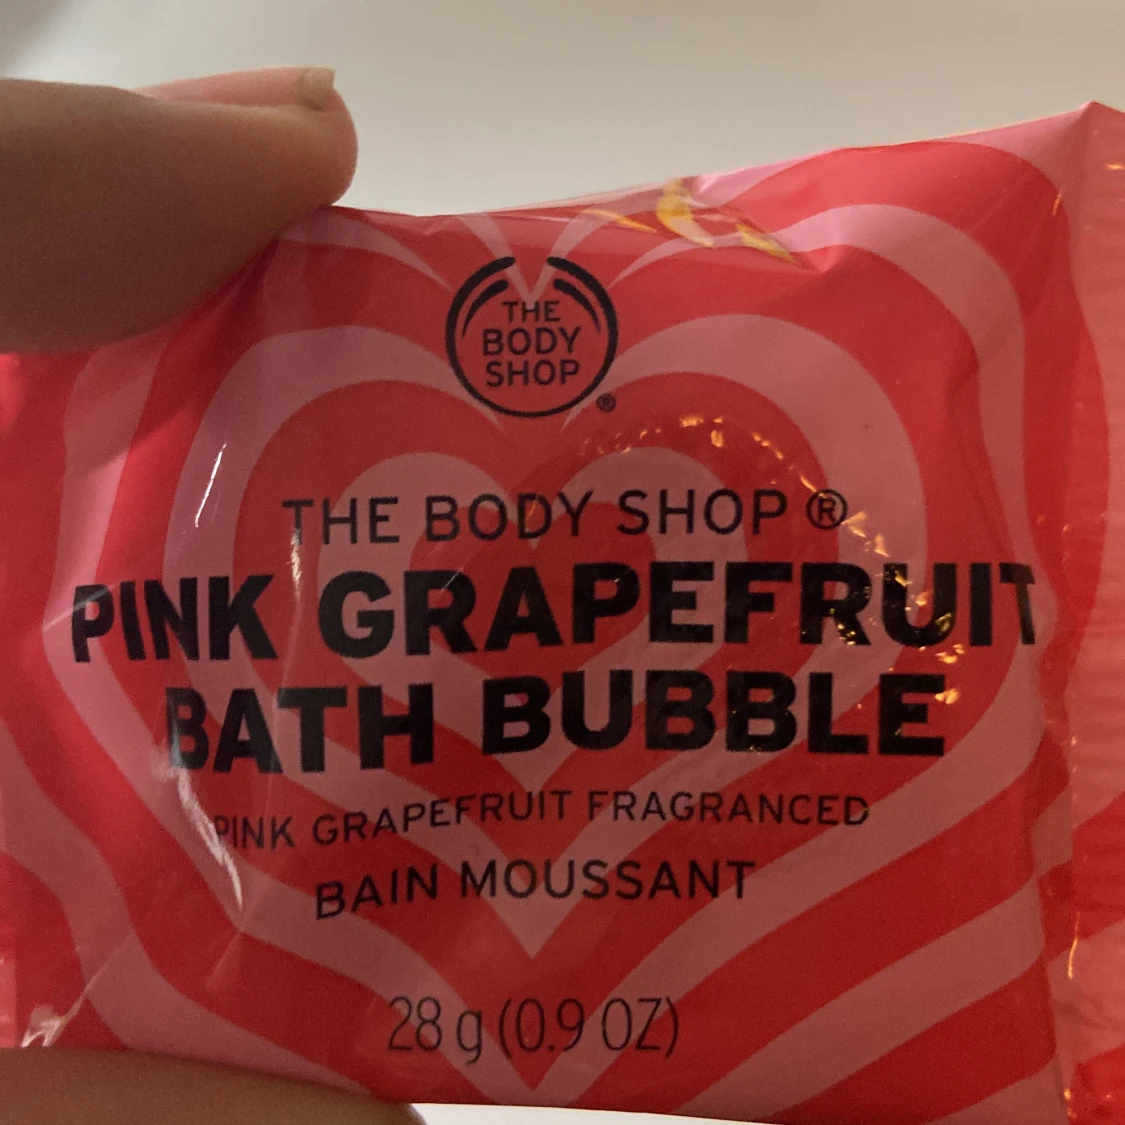 THE
BODY
SHOP
®
THE BODY SHOP ®
PINK GRAPEFRUIT
BATH BUBBLE
PINK GRAPEFRUIT FRAGRANCED
BAIN MOUSSANT
28 g (0.9 OZ)